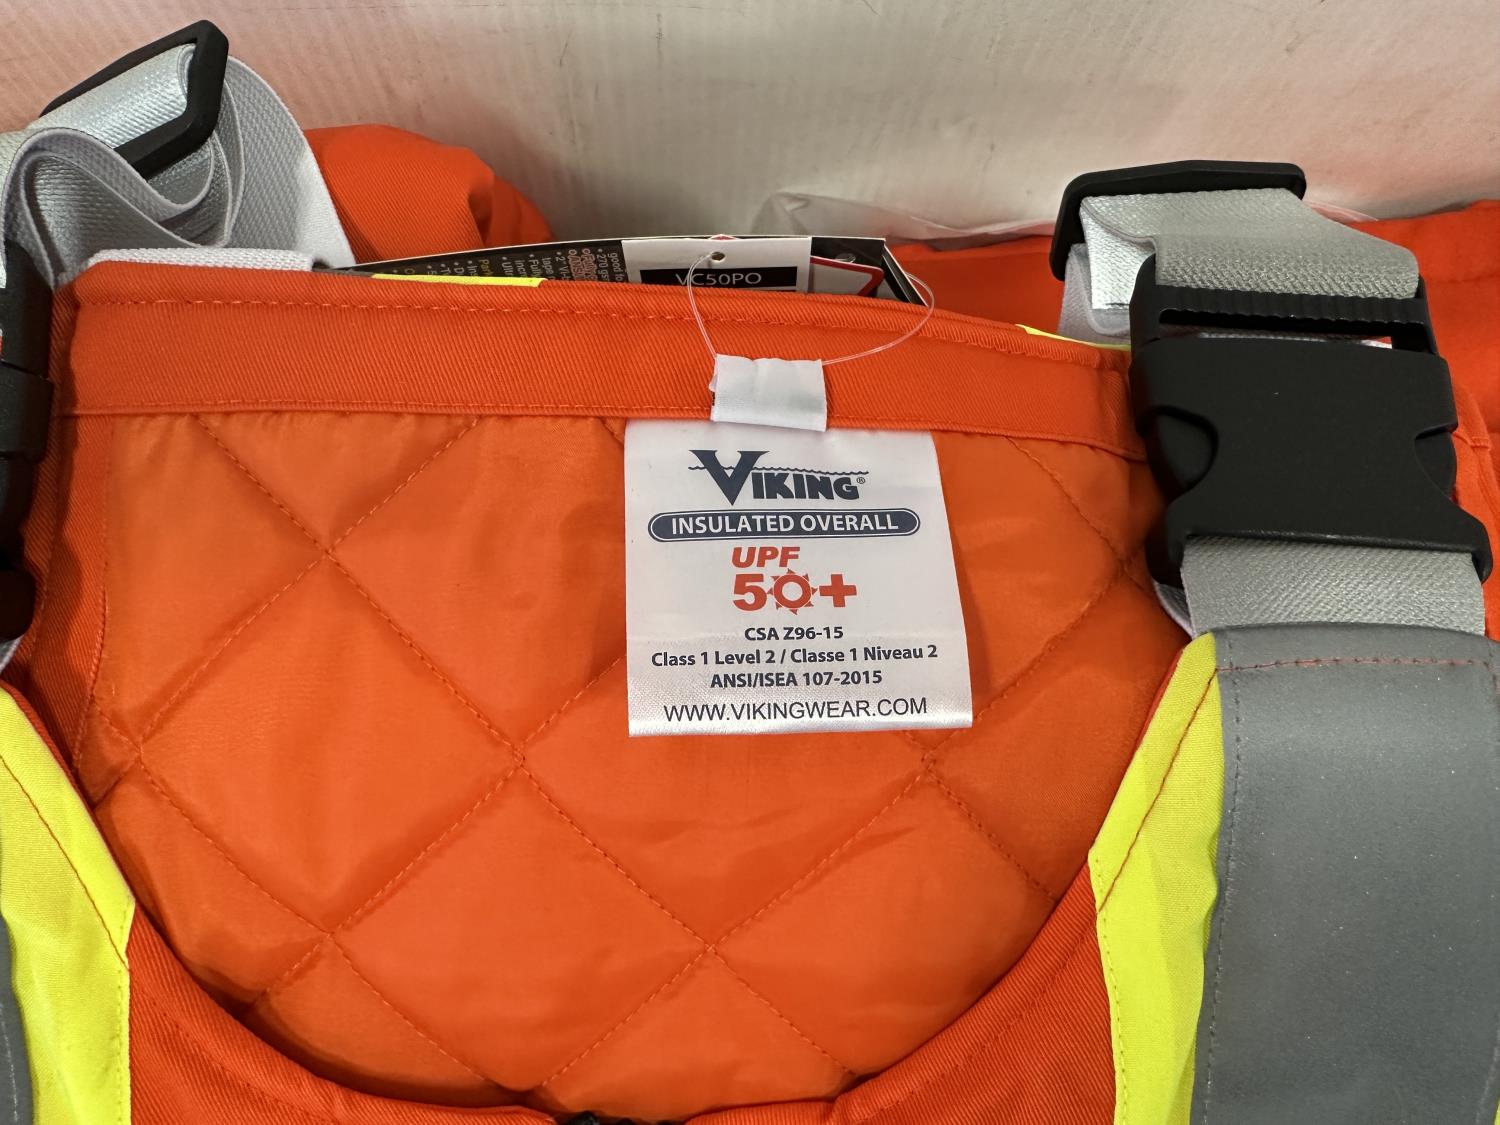 VC50PO
VIKING®
INSULATED OVERALL
UPF
50+
CSA Z96-15
Class 1 Level 2 / Classe 1 Niveau 2
ANSI/ISEA 107-2015
WWW.VIKINGWEAR.COM